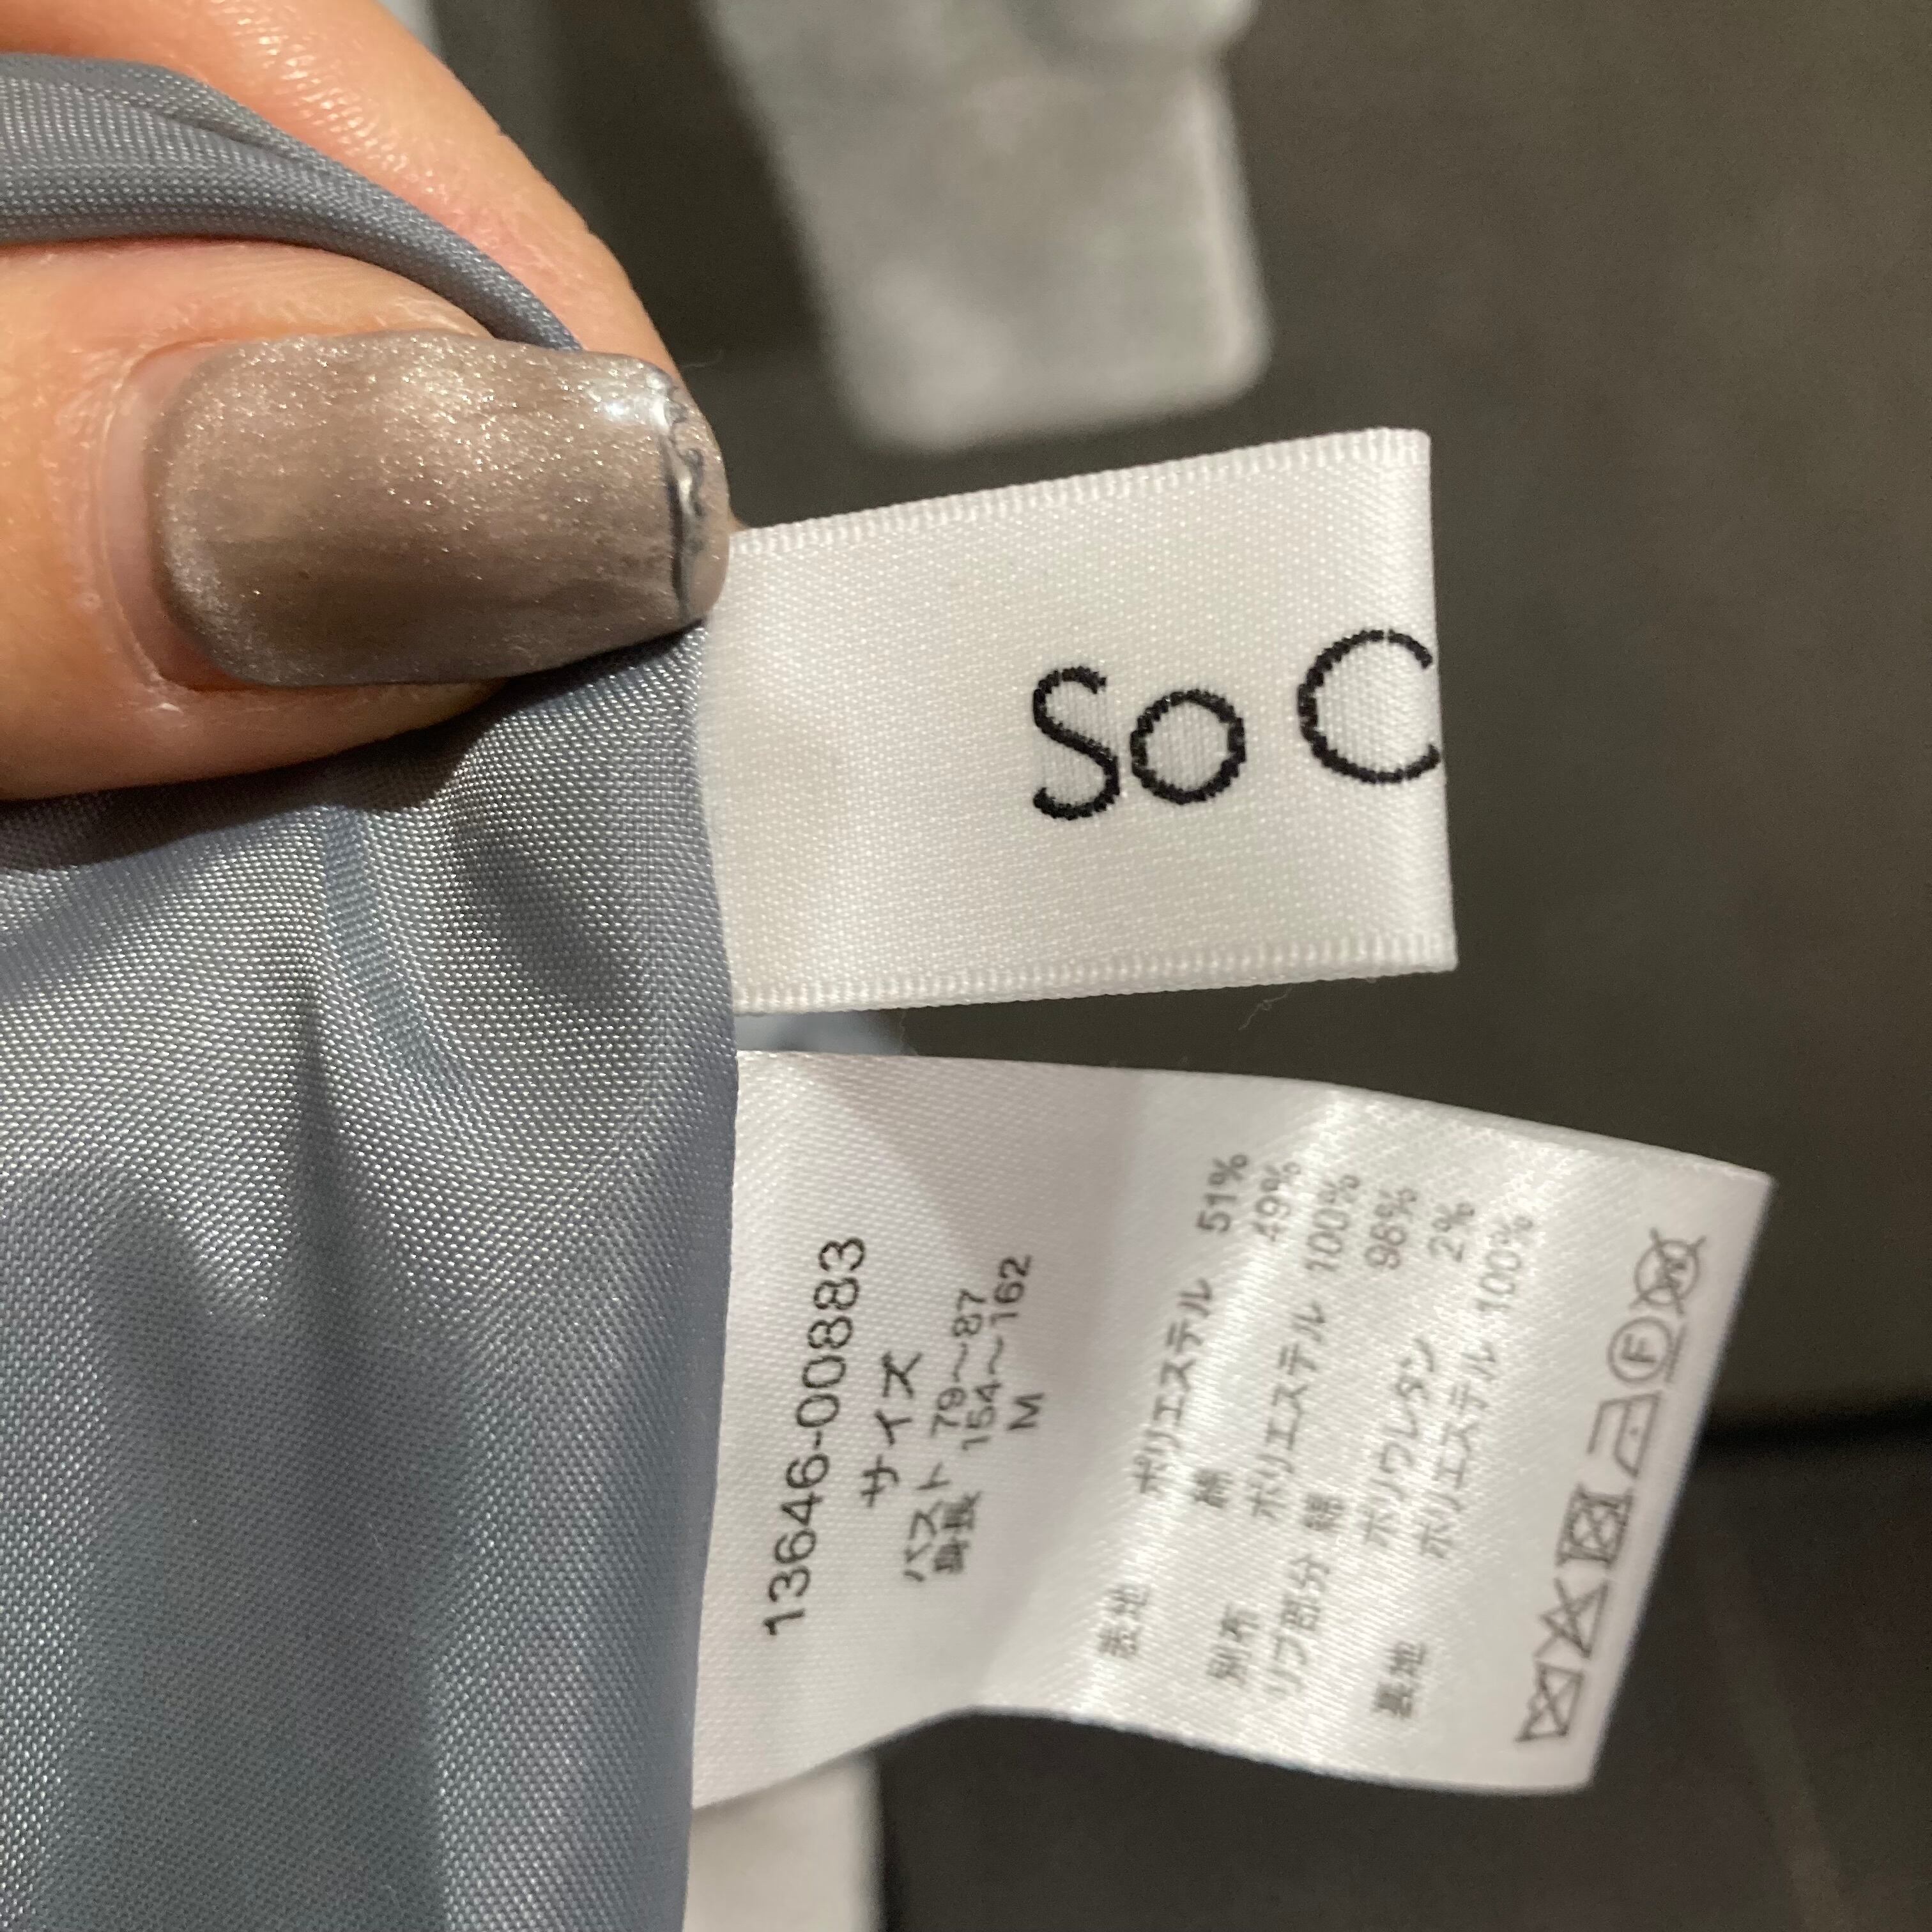 So C
13646-00883
サイズ
バスト 79～87
身長 154～162
M
表地 ポリエステル 51%
綿 49%
別布 ポリエステル 100%
リブ部分 綿 98%
ポリウレタン 2%
裏地 ポリエステル 100%
F
W